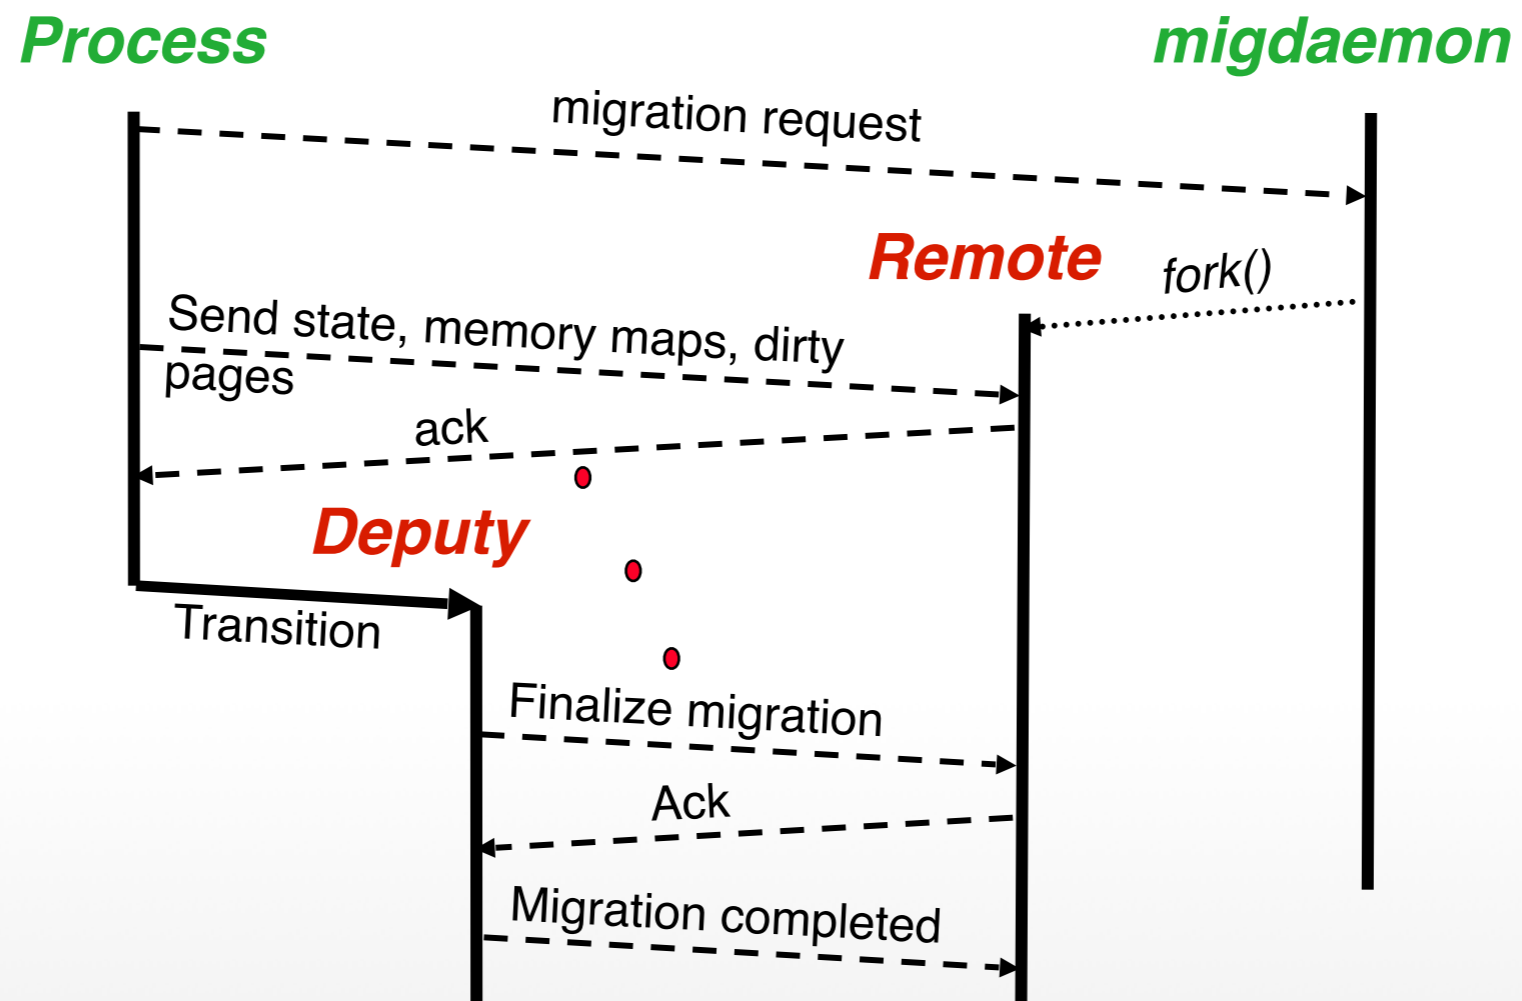 Process
migdaemon
migration request
Remote
fork()
Send state, memory maps, dirty
pages
ack
Deputy
Transition
Finalize migration
Ack
Migration completed